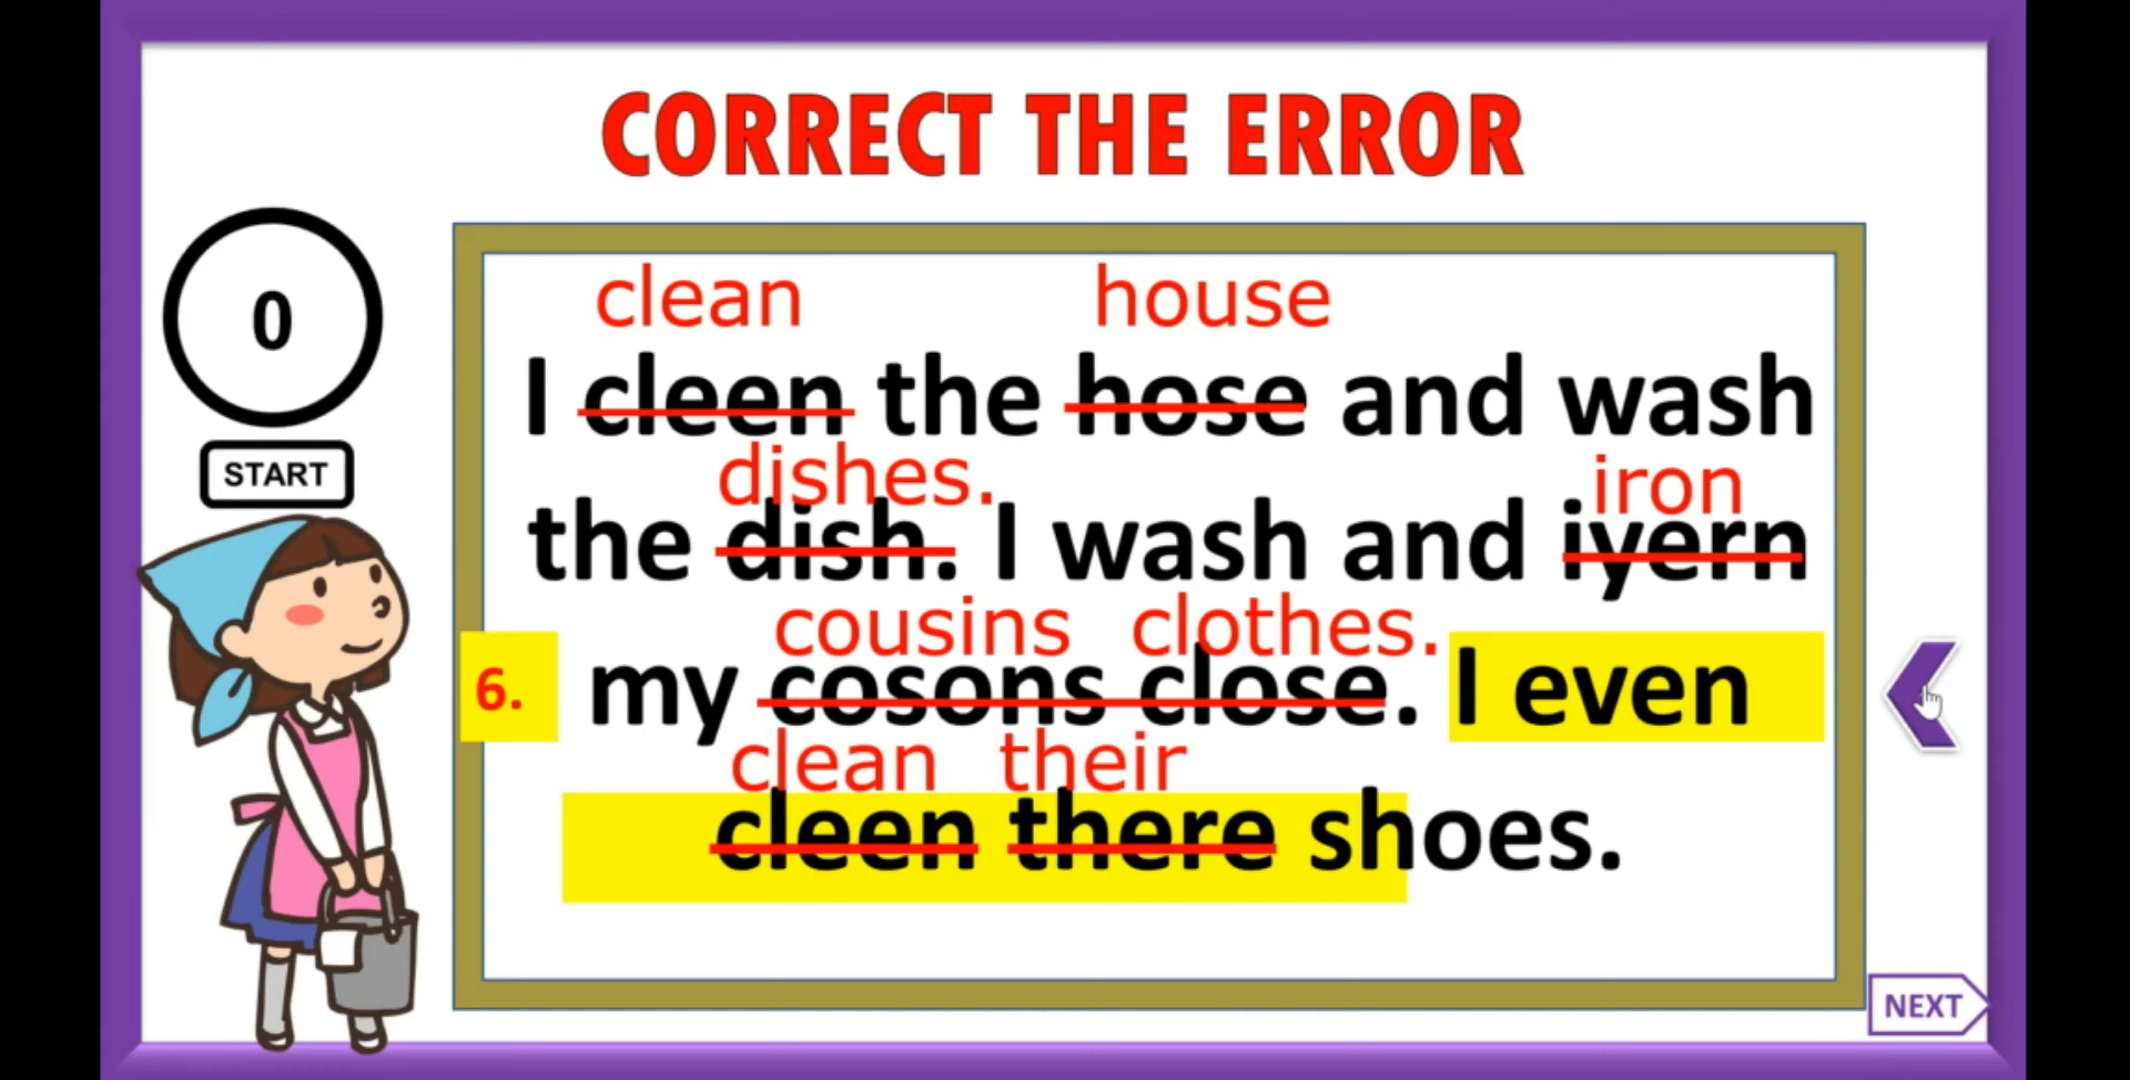 CORRECT THE ERROR
0
START
clean house
I cleen the hose and wash
dishes. iron
the dish. I wash and iyern
cousins clothes.
6. my cosons close. I even
clean their
cleen there shoes.
NEXT